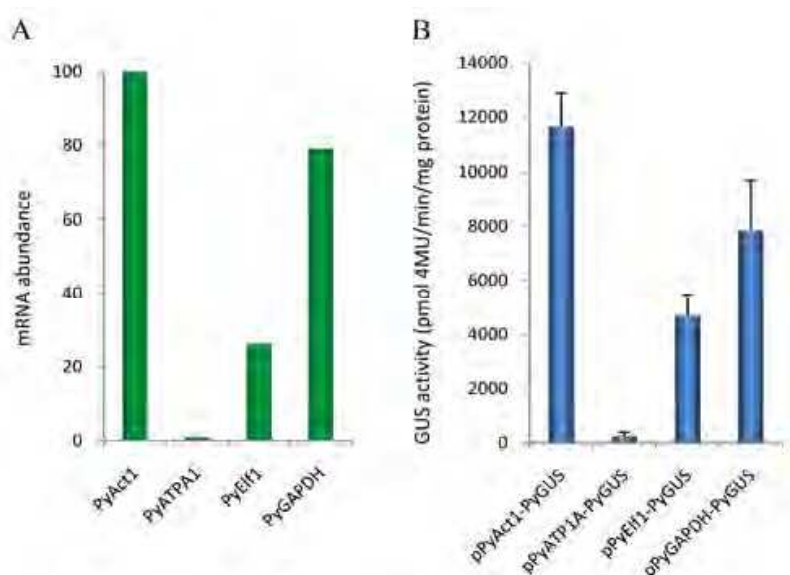 A
mRNA abundance
100
80
60
40
20
0
PyAct1
PyATPA1
PyElf1
PyGAPDH
B
GUS activity (pmol 4MU/min/mg protein)
14000
12000
10000
8000
6000
4000
2000
0
pPyAct1-PyGUS
pPyATP1A-PyGUS
pPyElf1-PyGUS
pPyGAPDH-PyGUS